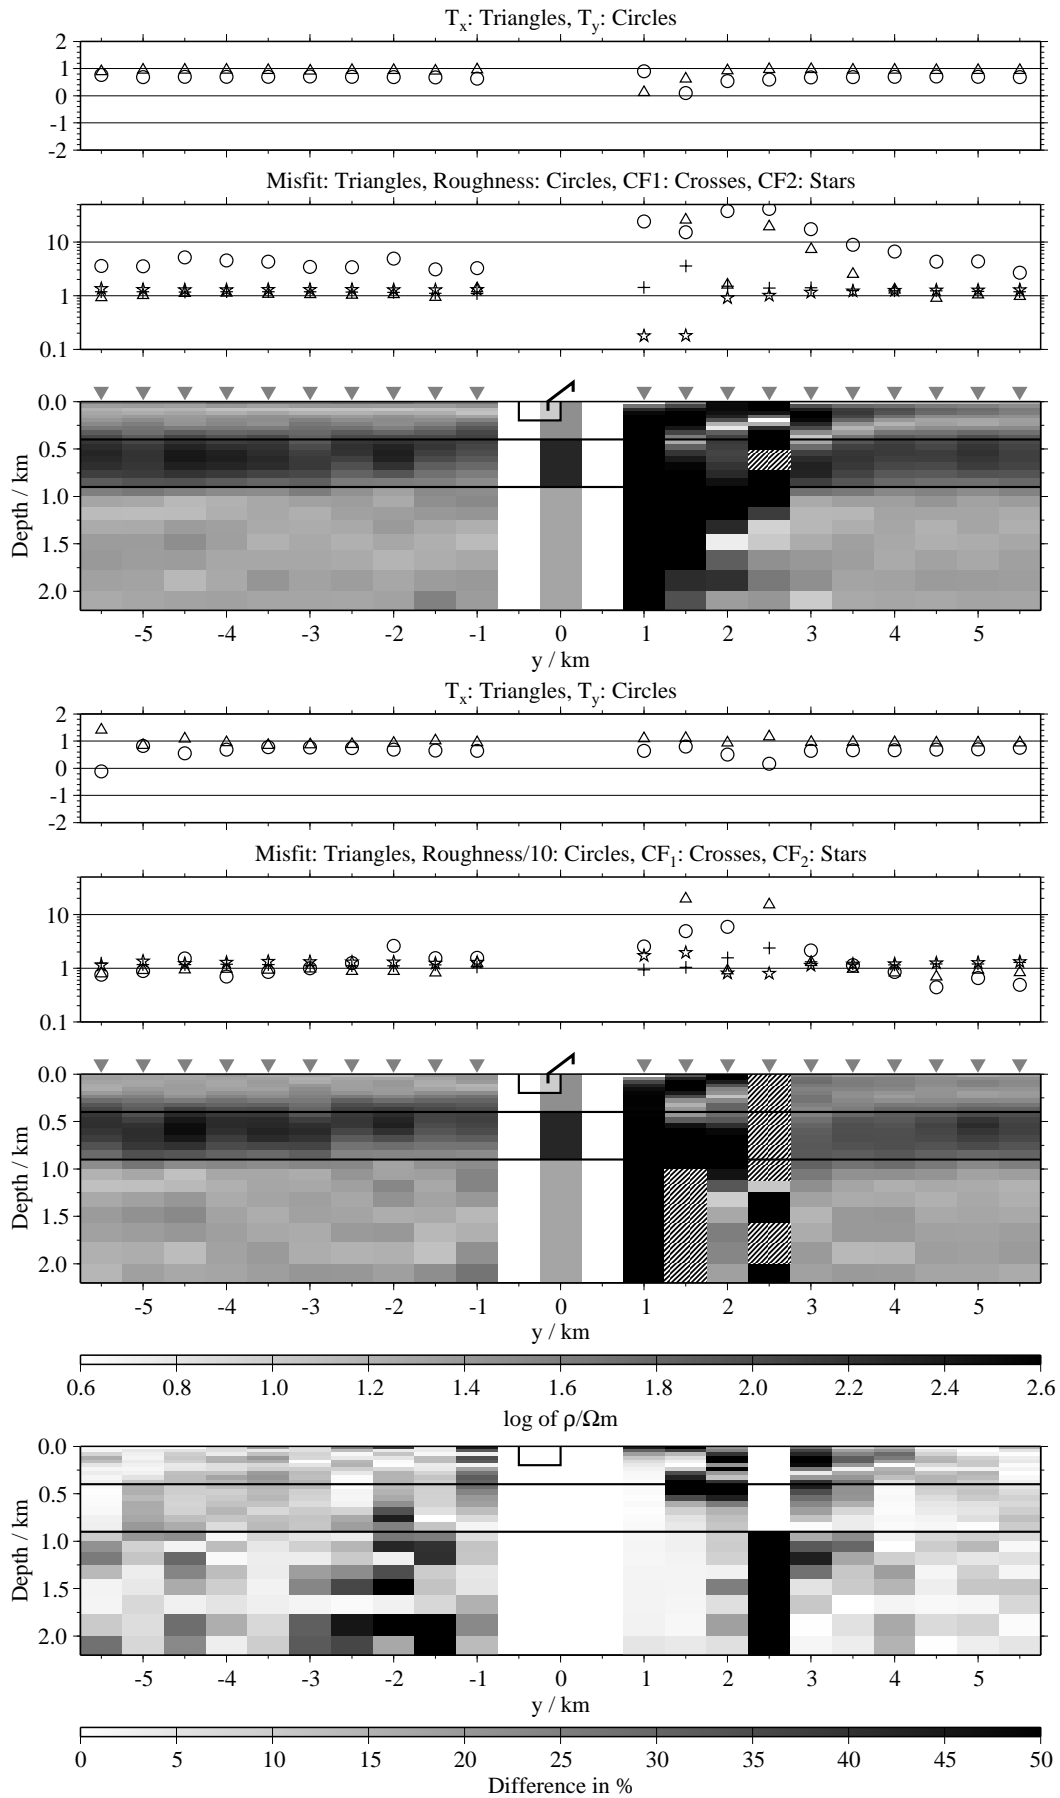 Tx: Triangles, Ty: Circles
2
1
0
-1
-2
Misfit: Triangles, Roughness: Circles, CF1: Crosses, CF2: Stars
10
1
0.1
0.0
0.5
1.0
1.5
2.0
Depth / km
-5 -4 -3 -2 -1 0 1 2 3 4 5
y / km
Tx: Triangles, Ty: Circles
2
1
0
-1
-2
Misfit: Triangles, Roughness/10: Circles, CF1: Crosses, CF2: Stars
10
1
0.1
0.0
0.5
1.0
1.5
2.0
Depth / km
-5 -4 -3 -2 -1 0 1 2 3 4 5
y / km
0.6 0.8 1.0 1.2 1.4 1.6 1.8 2.0 2.2 2.4 2.6
log of ρ/Ωm
0.0
0.5
1.0
1.5
2.0
Depth / km
-5 -4 -3 -2 -1 0 1 2 3 4 5
y / km
0 5 10 15 20 25 30 35 40 45 50
Difference in %